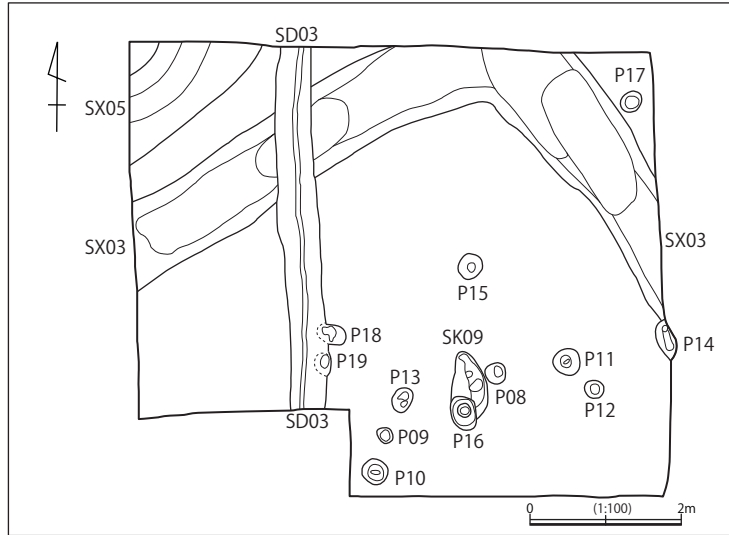 SD03
P17
SX05
SX03
SX03
P15
P18
SK09
P14
P19
P11
P13
P08
P12
SD03
P09
P16
P10
0 (1:100) 2m